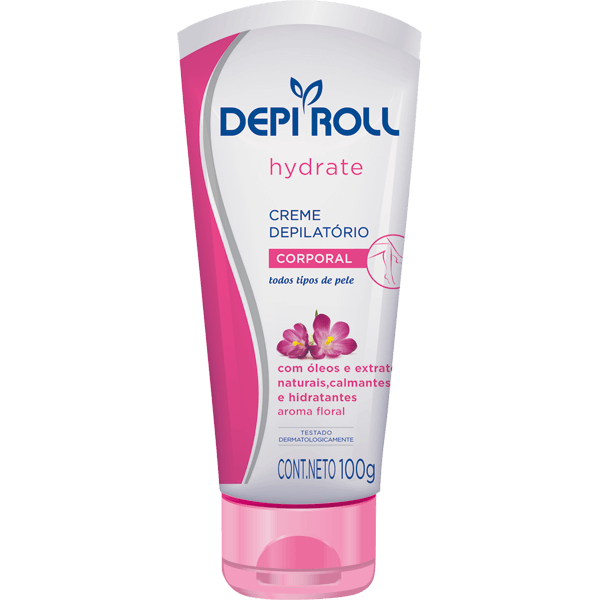 DEPI ROLL
hydrate
CREME
DEPILATÓRIO
CORPORAL
todos tipos de pele
com óleos e extrat
naturais,calmantes
e hidratantes
aroma floral
TESTADO
DERMATOLOGICAMENTE
CONT.NETO 100g